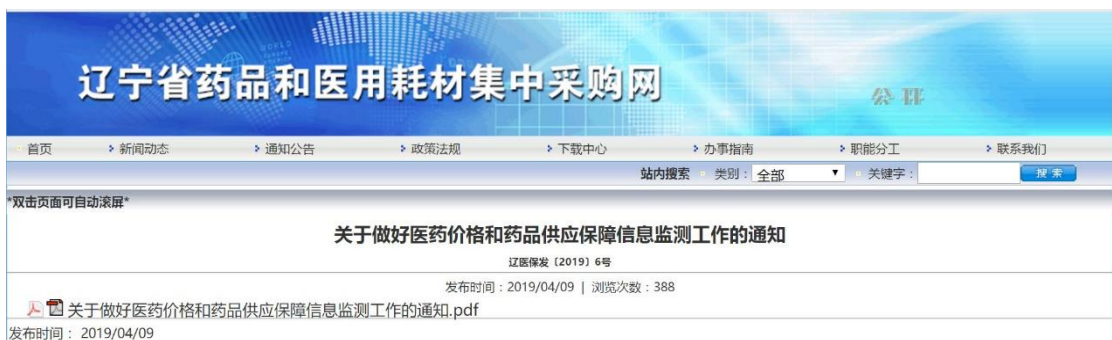 辽宁省药品和医用耗材集中采购网
首页 新闻动态 通知公告 政策法规 下载中心 办事指南 职能分工 联系我们
站内搜索 类别：全部 关键字： 搜 索
*双击页面可自动滚屏*
关于做好医药价格和药品供应保障信息监测工作的通知
辽医保发〔2019〕6号
发布时间：2019/04/09 | 浏览次数：388
关于做好医药价格和药品供应保障信息监测工作的通知.pdf
发布时间： 2019/04/09